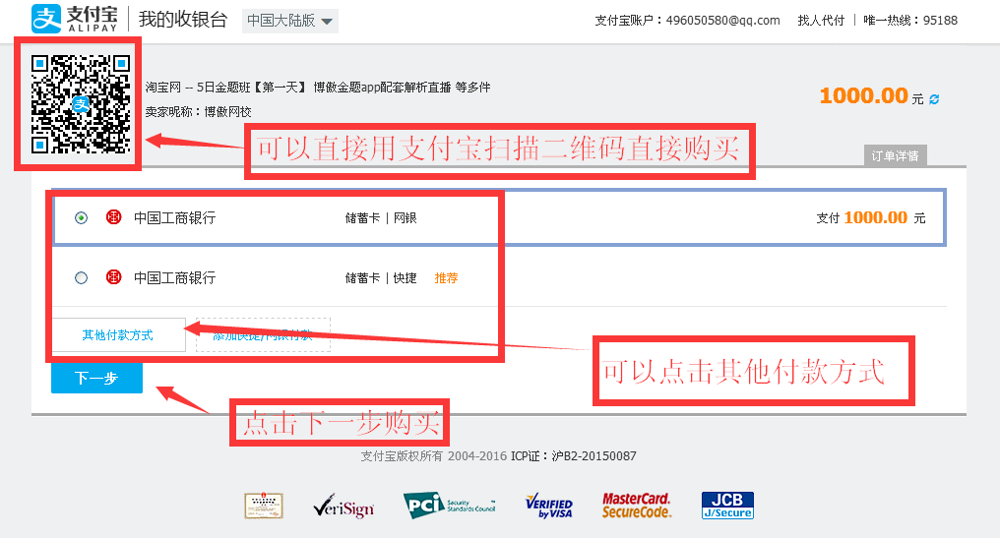 支付宝 ALIPAY 我的收银台 中国大陆版 支付宝账户：496050580@qq.com 找人代付 唯一热线：95188
淘宝网 -- 5日金题班【第一天】 博傲金题app配套解析直播 等多件
1000.00 元
卖家昵称：博傲网校
可以直接用支付宝扫描二维码直接购买
订单详情
中国工商银行 储蓄卡 | 网银 支付 1000.00 元
中国工商银行 储蓄卡 | 快捷 推荐
其他付款方式 添加快捷/网银付款
可以点击其他付款方式
下一步
点击下一步购买
支付宝版权所有 2004-2016 ICP证：沪B2-20150087
VeriSign PCI Security Standards Council VERIFIED by VISA MasterCard. SecureCode. JCB J/Secure